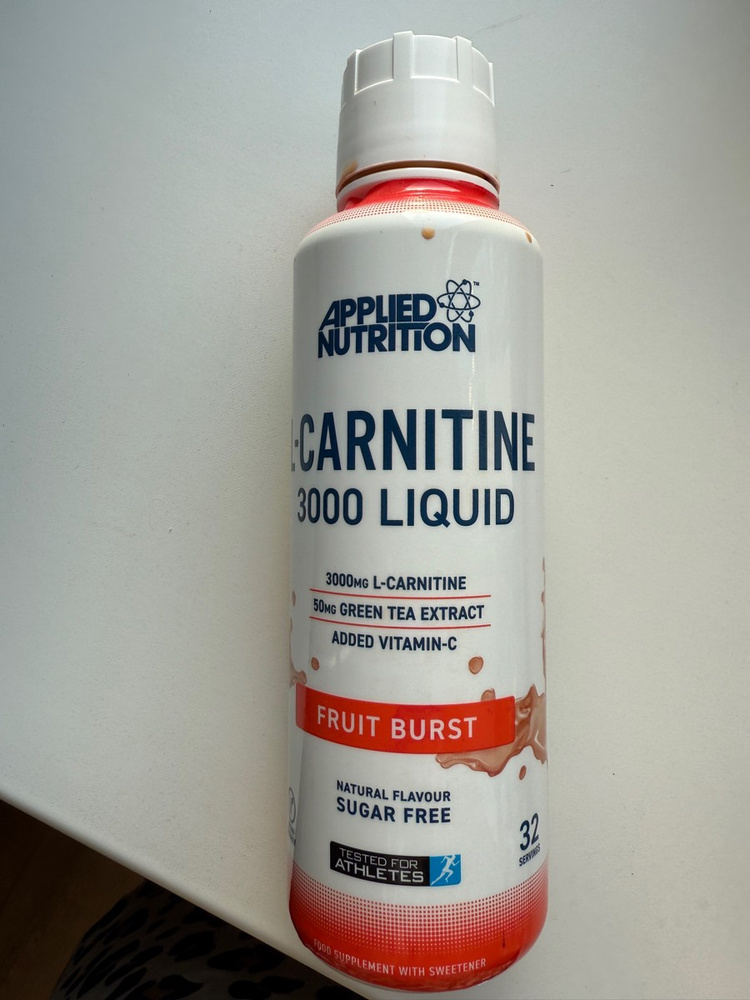 APPLIED
NUTRITION™
L-CARNITINE
3000 LIQUID
3000MG L-CARNITINE
50MG GREEN TEA EXTRACT
ADDED VITAMIN-C
FRUIT BURST
NATURAL FLAVOUR
SUGAR FREE
32
SERVINGS
TESTED FOR
ATHLETES
FOOD SUPPLEMENT WITH SWEETENER